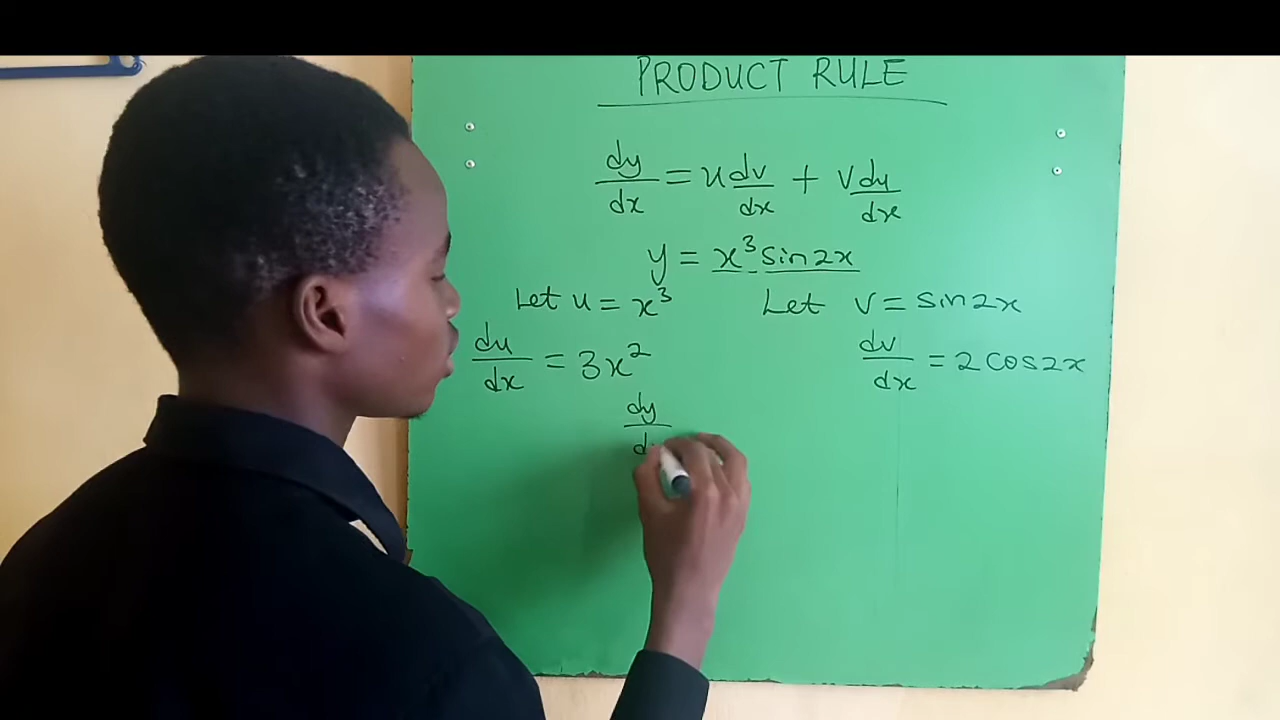 PRODUCT RULE
dy/dx = u dv/dx + v du/dx
y = x³ sin2x
Let u = x³ Let v = sin2x
du/dx = 3x² dv/dx = 2cos2x
dy/d